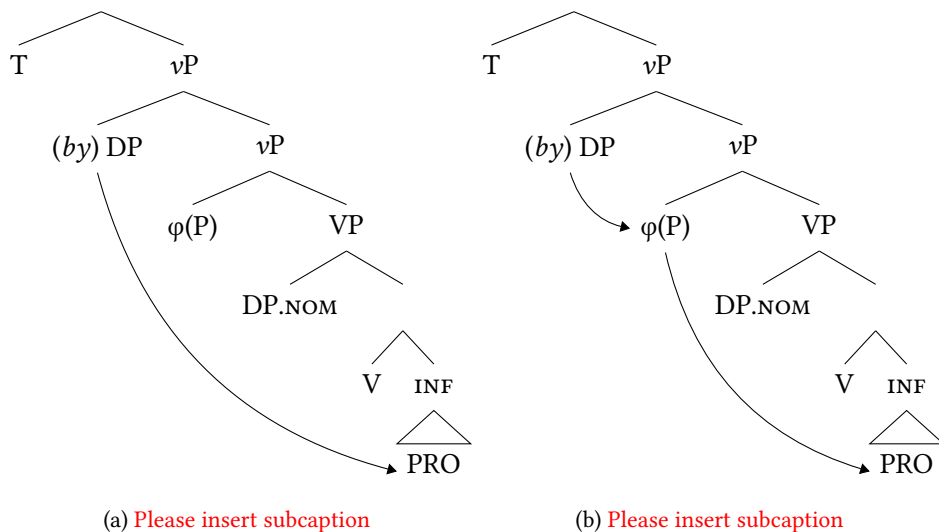 T vP T vP
(by) DP vP (by) DP vP
φ(P) VP φ(P) VP
DP.NOM DP.NOM
V INF V INF
PRO PRO
(a) Please insert subcaption (b) Please insert subcaption